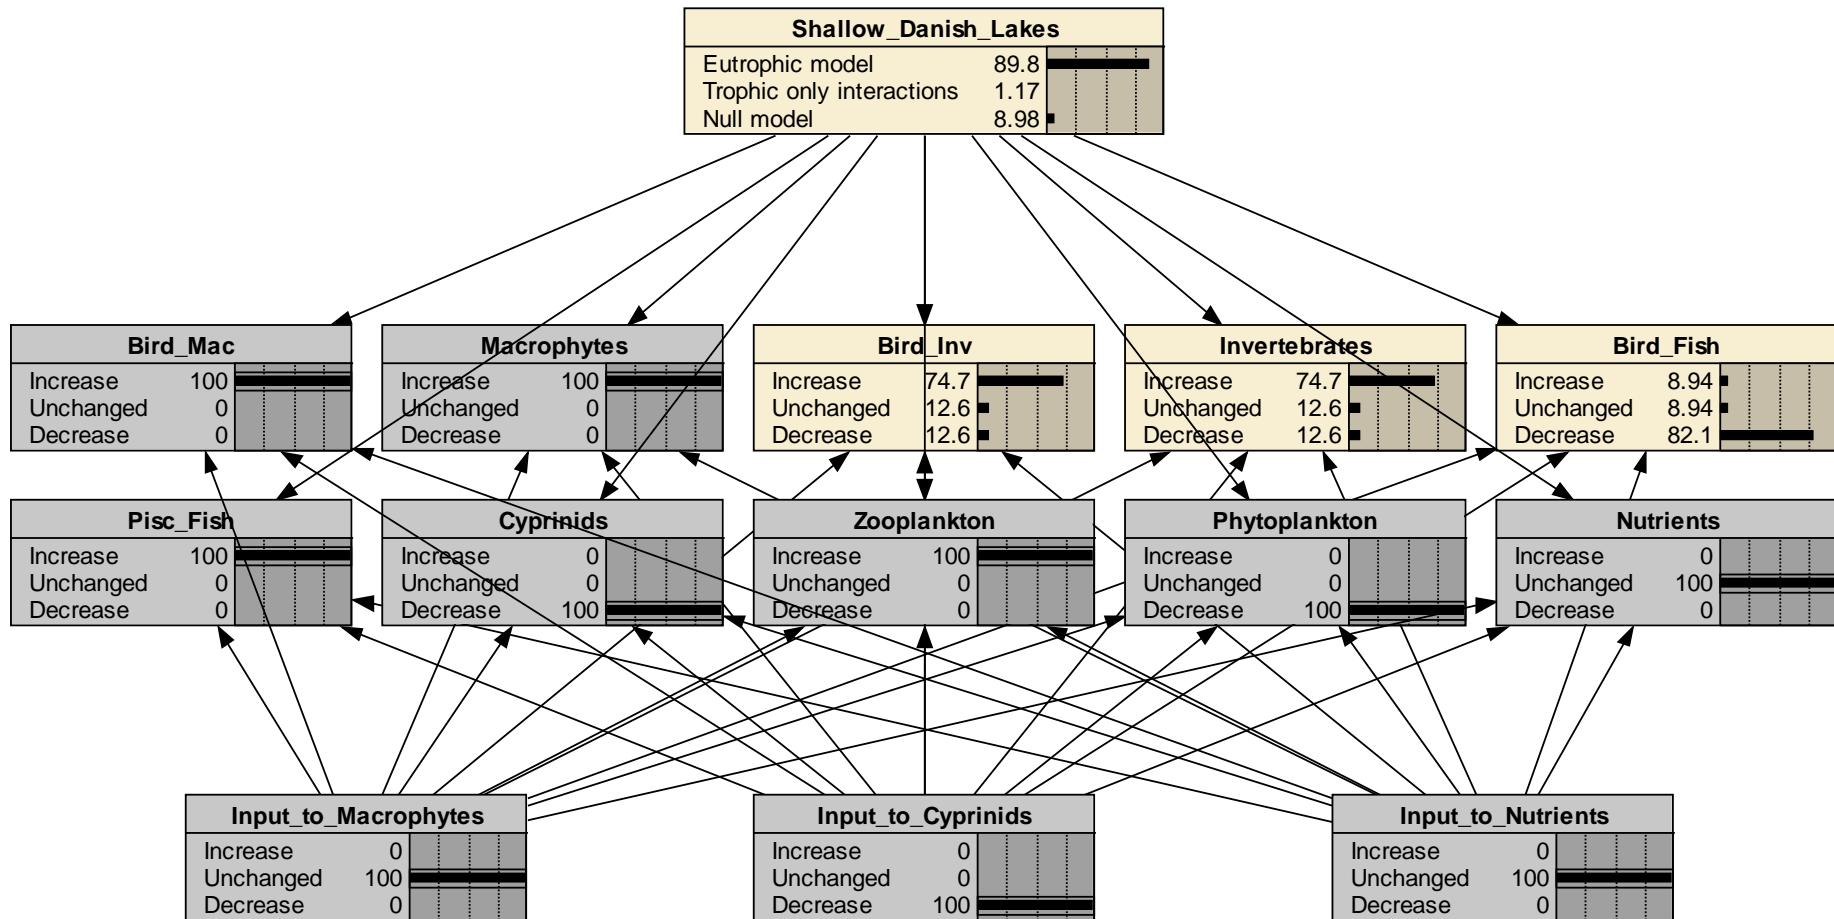 Shallow_Danish_Lakes
Eutrophic model 89.8
Trophic only interactions 1.17
Null model 8.98
Bird_Mac
Increase 100
Unchanged 0
Decrease 0
Macrophytes
Increase 100
Unchanged 0
Decrease 0
Bird_Inv
Increase 74.7
Unchanged 12.6
Decrease 12.6
Invertebrates
Increase 74.7
Unchanged 12.6
Decrease 12.6
Bird_Fish
Increase 8.94
Unchanged 8.94
Decrease 82.1
Pisc_Fish
Increase 100
Unchanged 0
Decrease 0
Cyprinids
Increase 0
Unchanged 0
Decrease 100
Zooplankton
Increase 100
Unchanged 0
Decrease 0
Phytoplankton
Increase 0
Unchanged 0
Decrease 100
Nutrients
Increase 0
Unchanged 100
Decrease 0
Input_to_Macrophytes
Increase 0
Unchanged 100
Decrease 0
Input_to_Cyprinids
Increase 0
Unchanged 0
Decrease 100
Input_to_Nutrients
Increase 0
Unchanged 100
Decrease 0